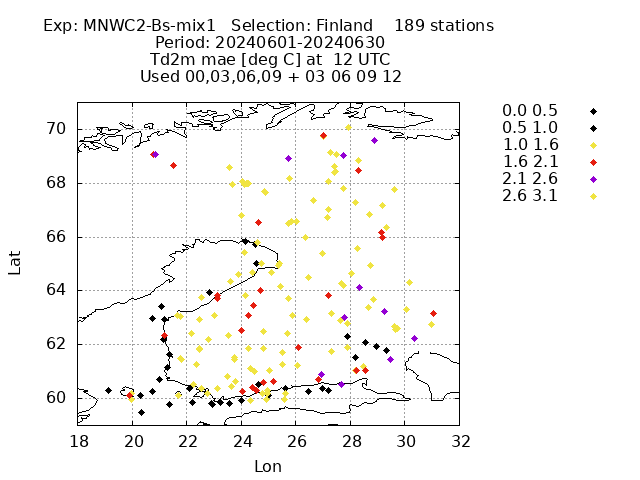 Exp: MNWC2-Bs-mix1   Selection: Finland    189 stations
Period: 20240601-20240630
Td2m mae [deg C] at  12 UTC
Used 00,03,06,09 + 03 06 09 12
0.0 0.5
0.5 1.0
1.0 1.6
1.6 2.1
2.1 2.6
2.6 3.1
70
68
66
64
62
60
Lat
18 20 22 24 26 28 30 32
Lon